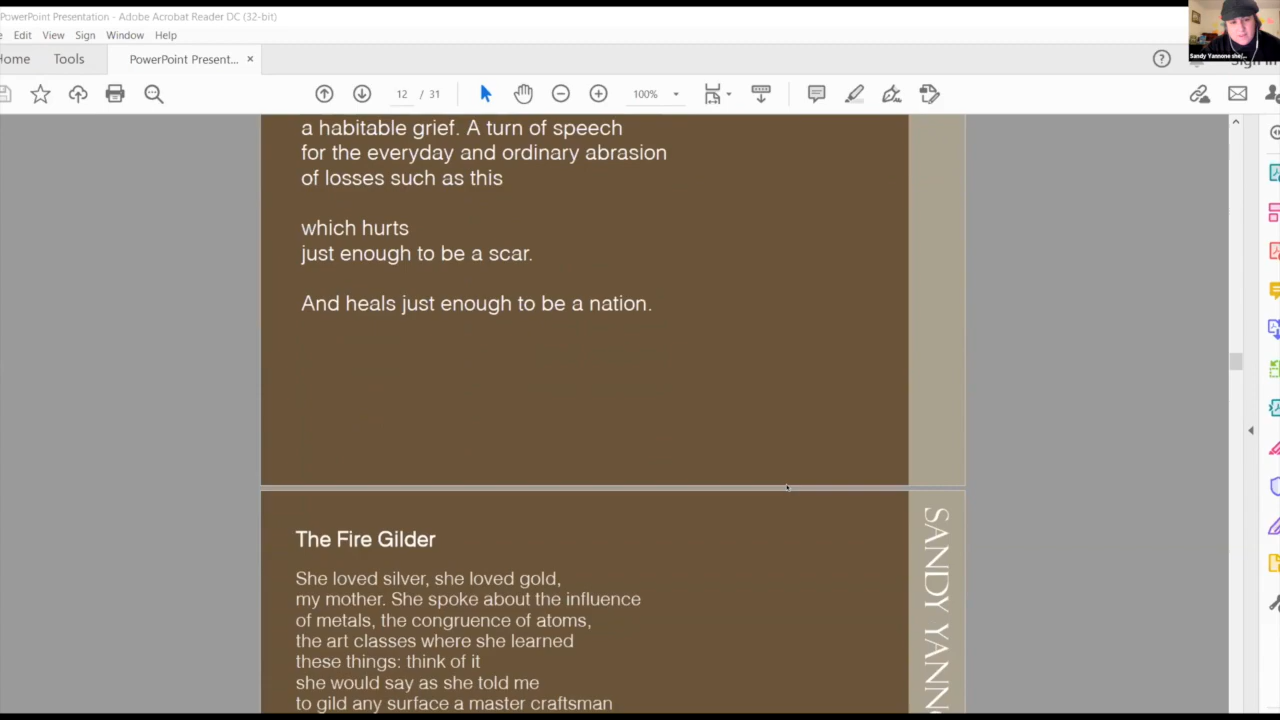 PowerPoint Presentation - Adobe Acrobat Reader DC (32-bit)
Edit View Sign Window Help
Home Tools PowerPoint Present... ×
12 / 31 100%
Sandy Yannone she/...
a habitable grief. A turn of speech
for the everyday and ordinary abrasion
of losses such as this
which hurts
just enough to be a scar.
And heals just enough to be a nation.
The Fire Gilder
She loved silver, she loved gold,
my mother. She spoke about the influence
of metals, the congruence of atoms,
the art classes where she learned
these things: think of it
she would say as she told me
to gild any surface a master craftsman
SANDY YANN